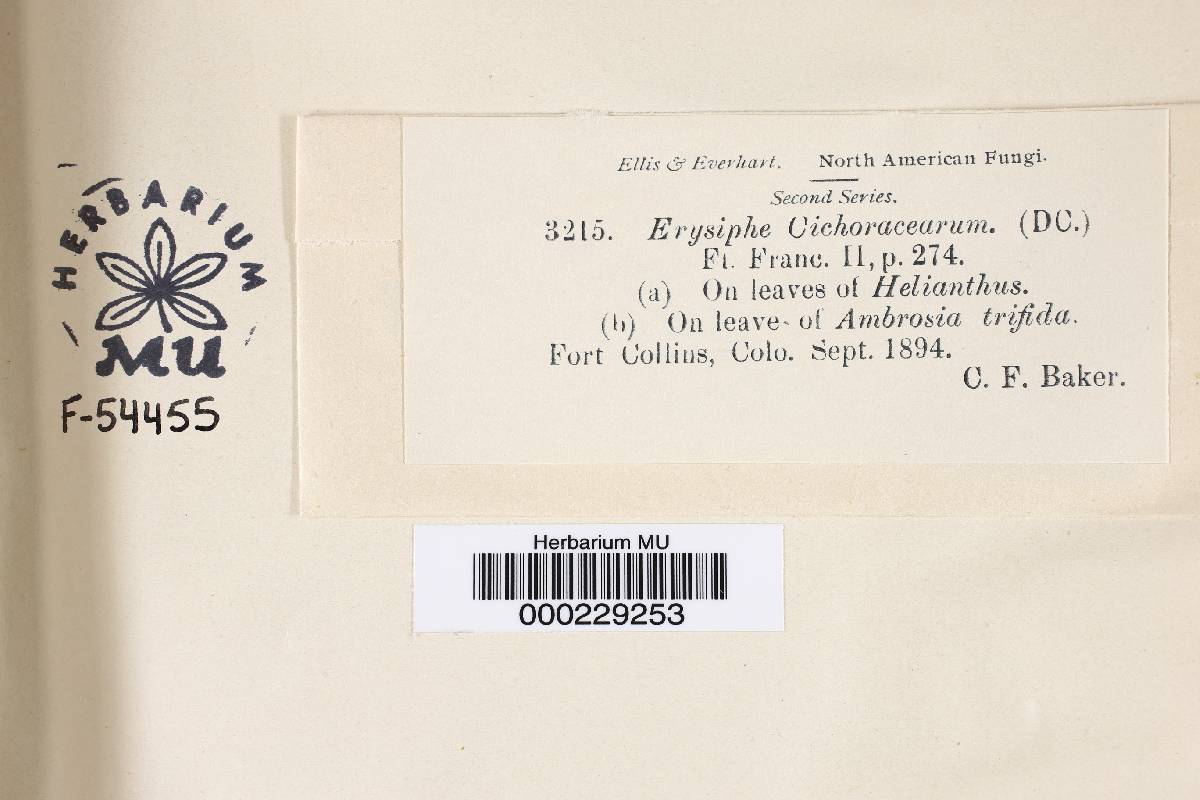 HERBARIUM
MU
F-54455
Ellis & Everhart. North American Fungi.
Second Series.
3215. Erysiphe Cichoracearum. (DC.)
Fl. Franc. II, p. 274.
(a) On leaves of Helianthus.
(b) On leaves of Ambrosia trifida.
Fort Collins, Colo. Sept. 1894.
C. F. Baker.
Herbarium MU
000229253